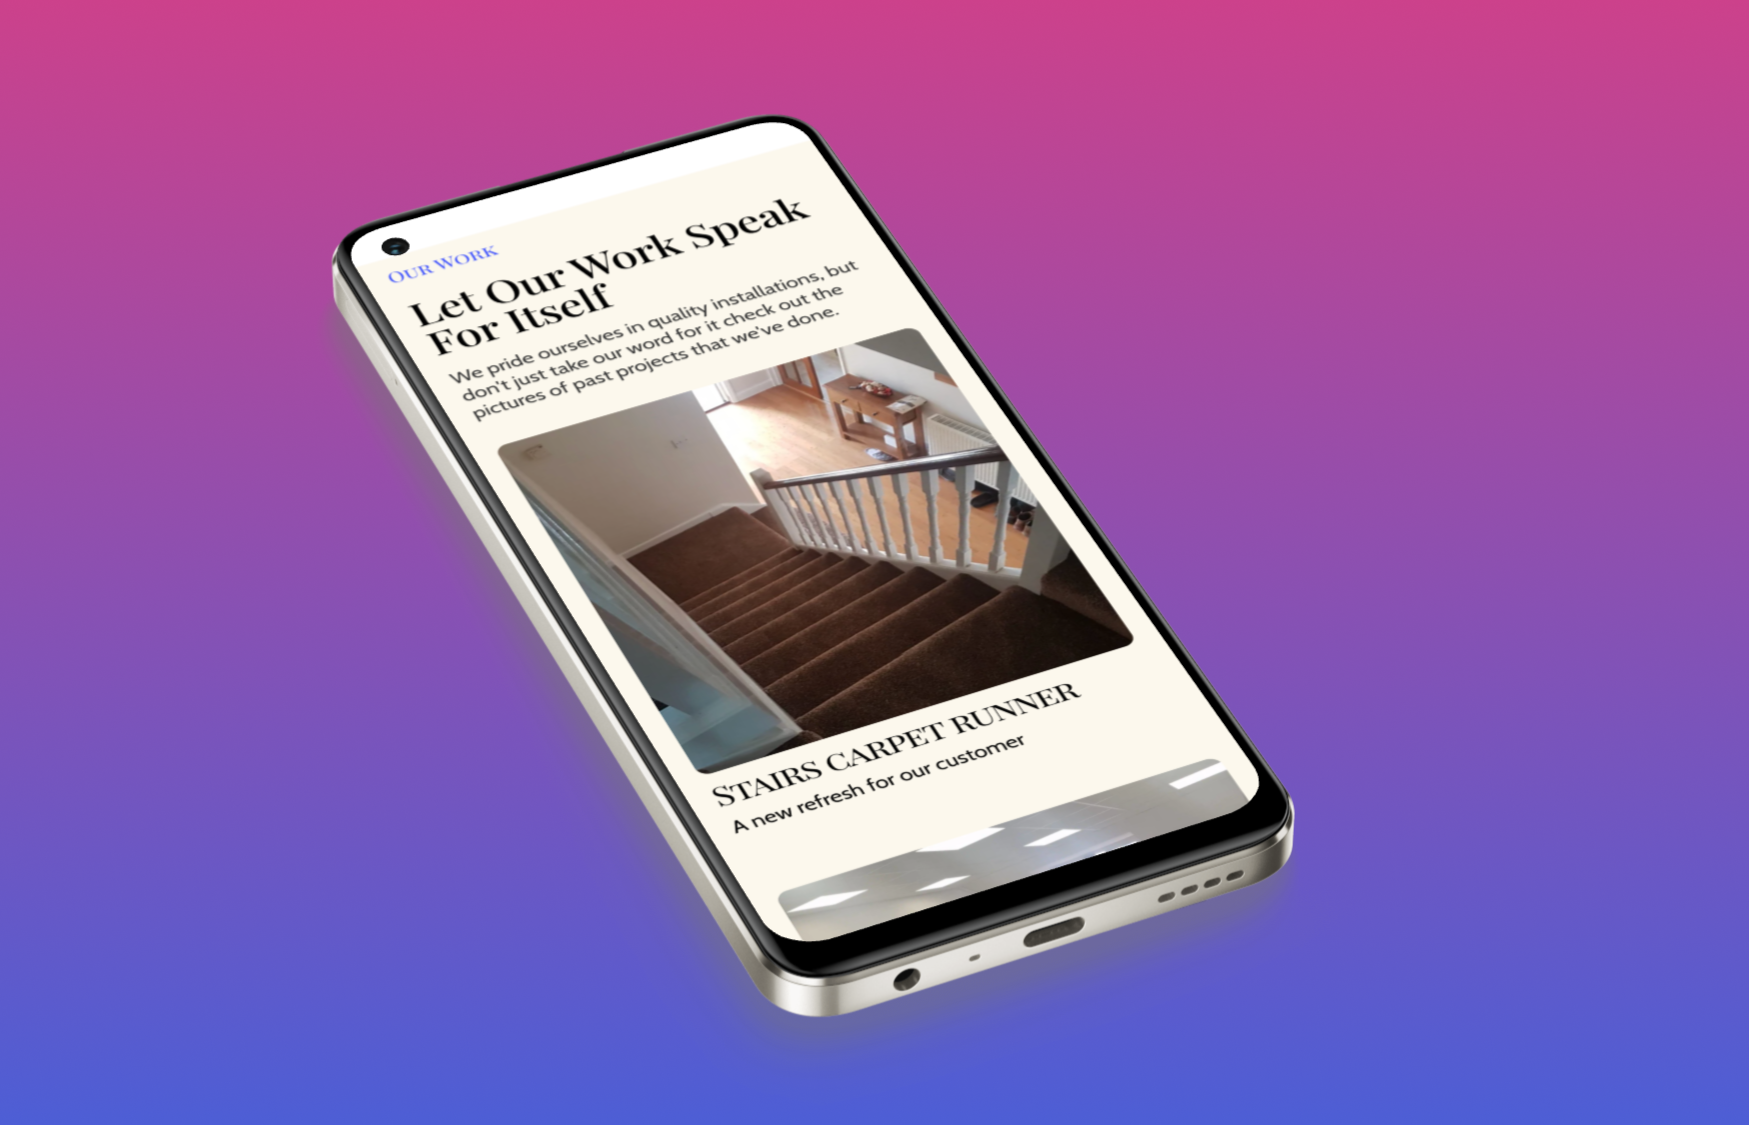 OUR WORK
Let Our Work Speak
For Itself
We pride ourselves in quality installations, but
don't just take our word for it check out the
pictures of past projects that we've done.
STAIRS CARPET RUNNER
A new refresh for our customer